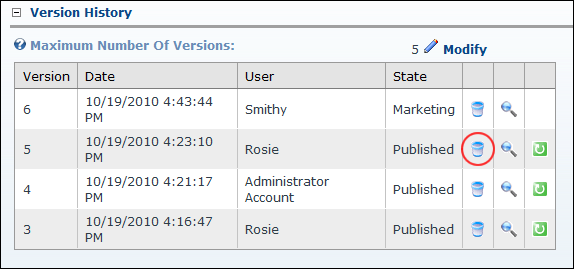 Version History
Maximum Number Of Versions: 5 Modify
Version Date User State
6 10/19/2010 4:43:44 PM Smithy Marketing
5 10/19/2010 4:23:10 PM Rosie Published
4 10/19/2010 4:21:17 PM Administrator Account Published
3 10/19/2010 4:16:47 PM Rosie Published